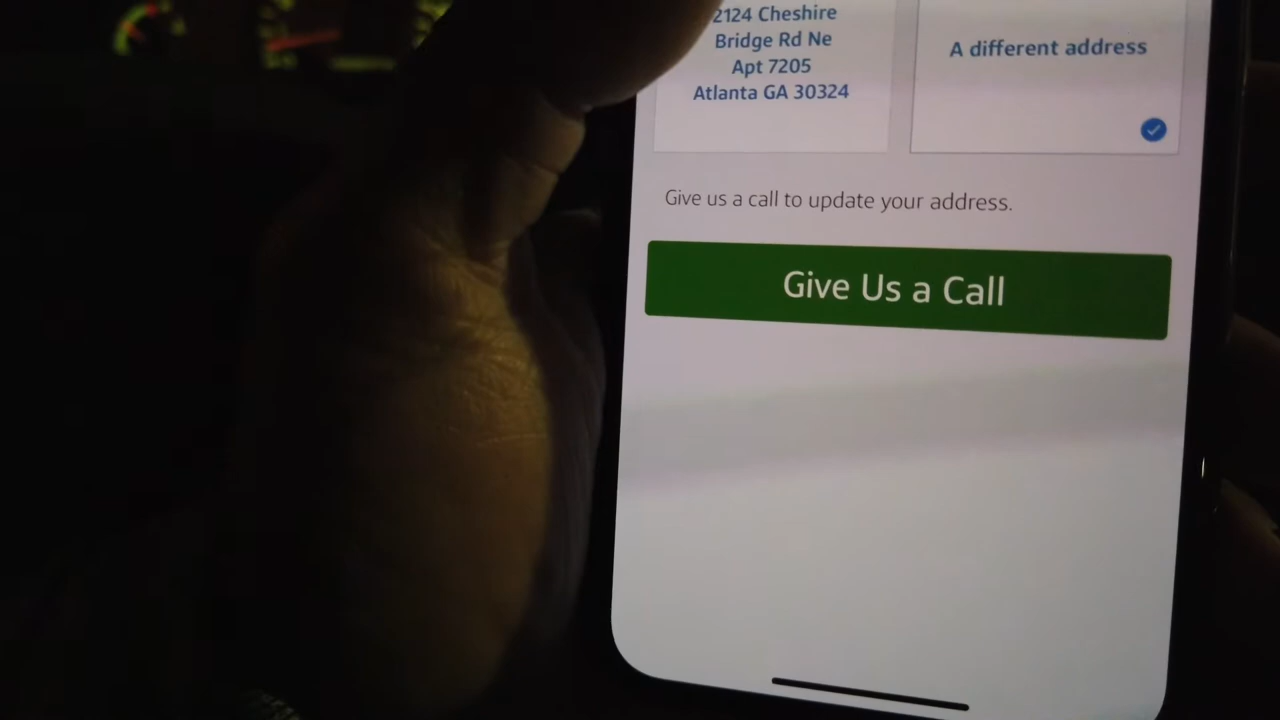 2124 Cheshire
Bridge Rd Ne
Apt 7205
Atlanta GA 30324
A different address
Give us a call to update your address.
Give Us a Call